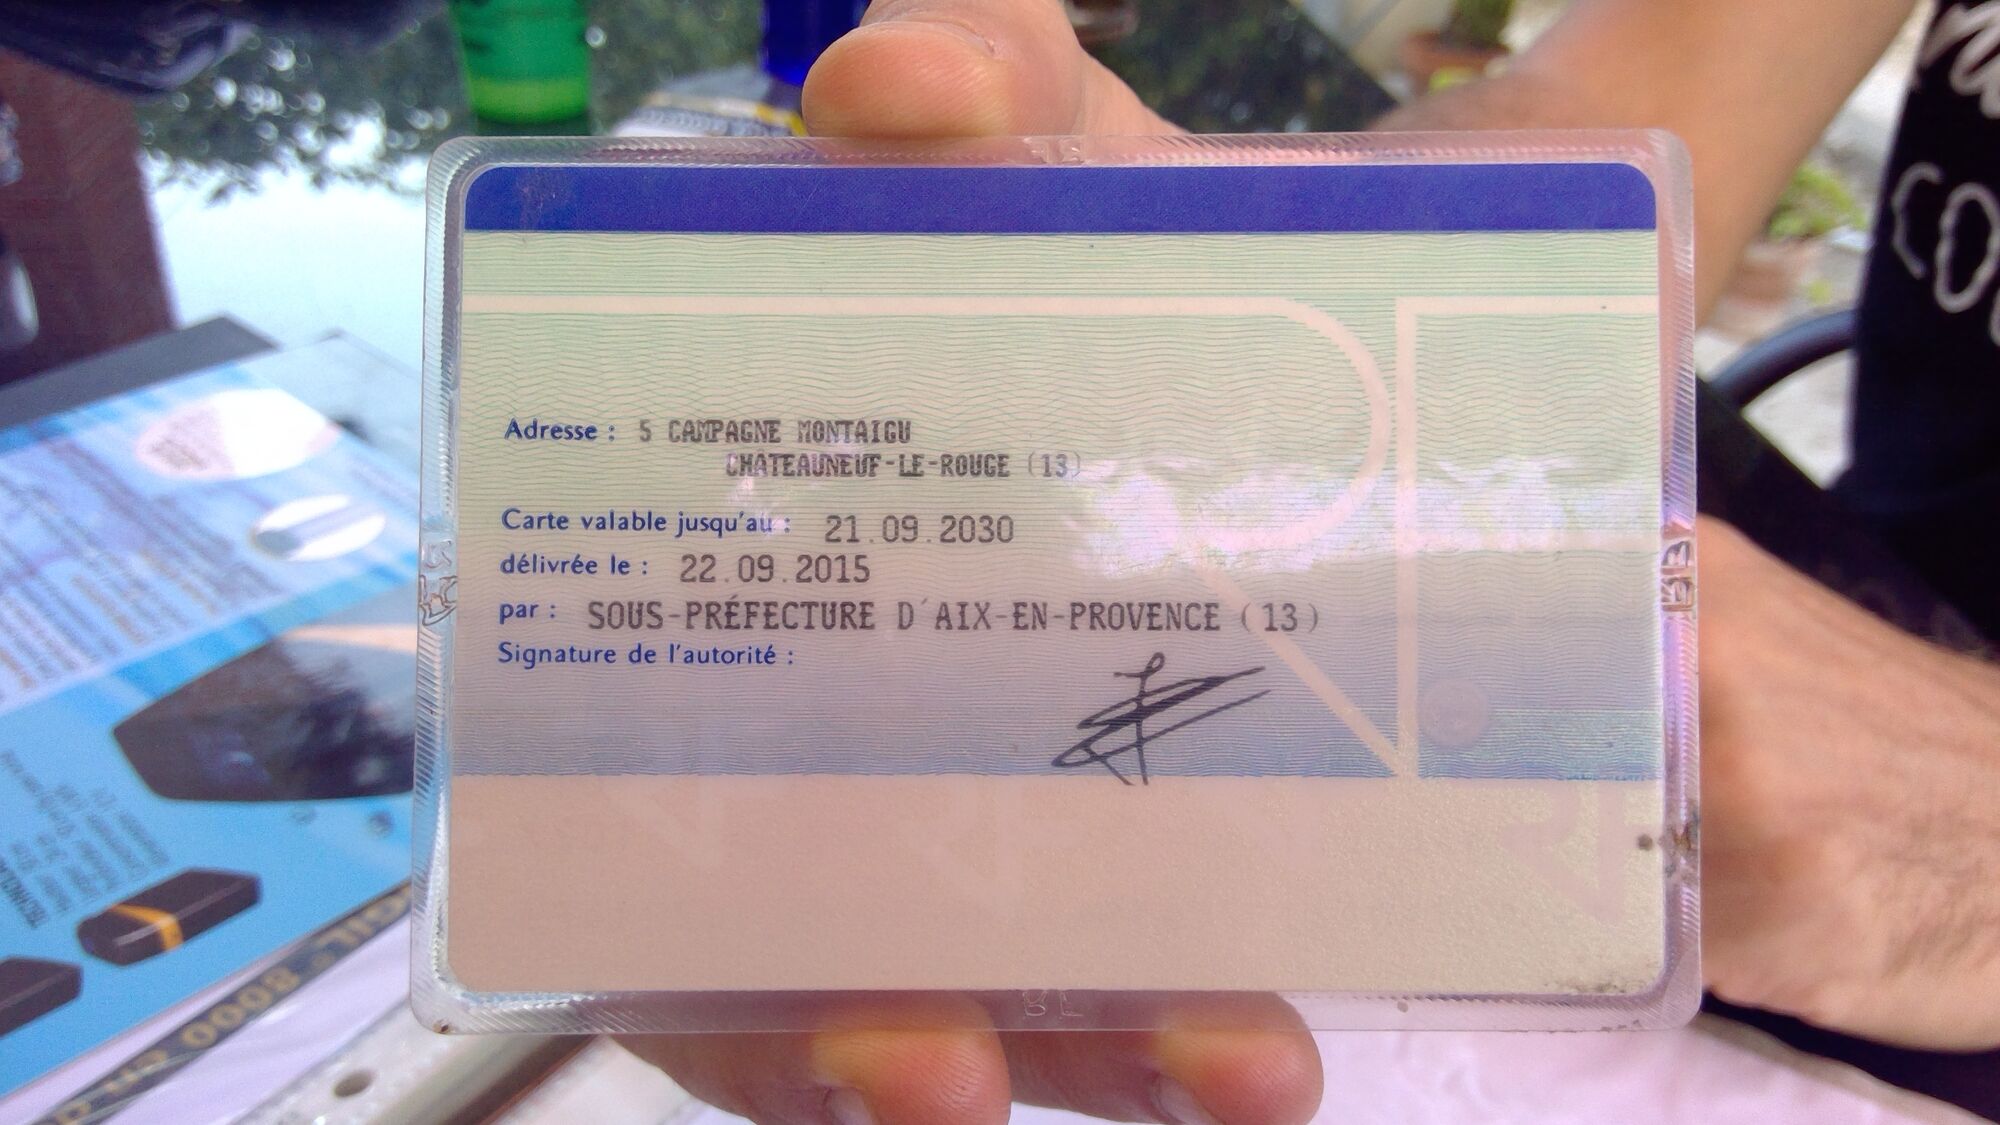 Adresse : 5 CAMPAGNE MONTAIGU
CHATEAUNEUF-LE-ROUGE (13)
Carte valable jusqu'au : 21.09.2030
délivrée le : 22.09.2015
par : SOUS-PRÉFECTURE D'AIX-EN-PROVENCE (13)
Signature de l'autorité :